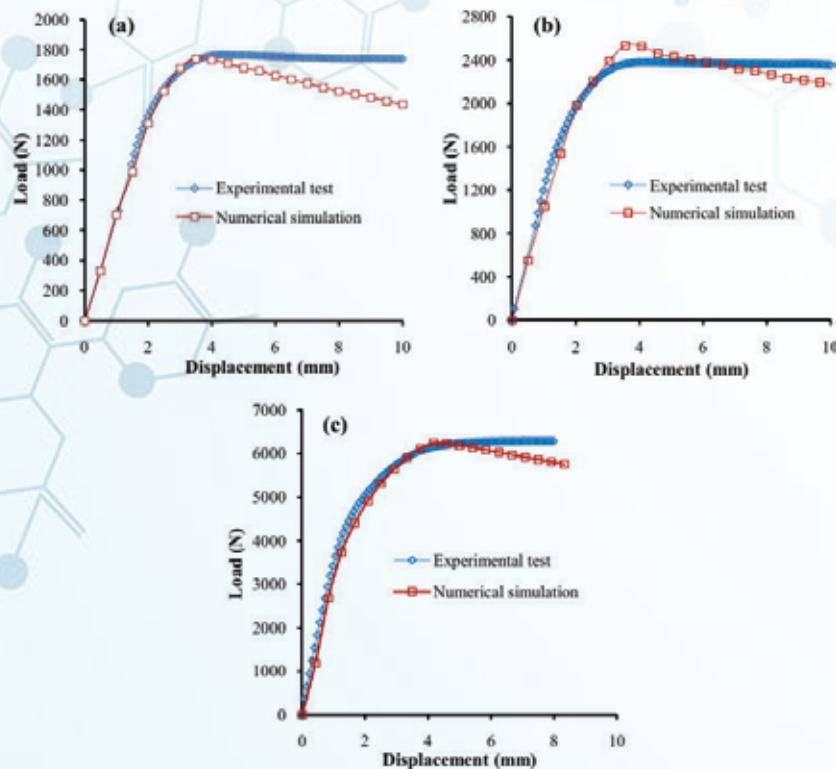 (a)
2000
1800
1600
1400
1200
1000
800
600
400
200
0
Load (N)
Experimental test
Numerical simulation
0 2 4 6 8 10
Displacement (mm)
(b)
2800
2400
2000
1600
1200
800
400
0
Load (N)
Experimental test
Numerical simulation
0 2 4 6 8 10
Displacement (mm)
(c)
7000
6000
5000
4000
3000
2000
1000
0
Load (N)
Experimental test
Numerical simulation
0 2 4 6 8 10
Displacement (mm)